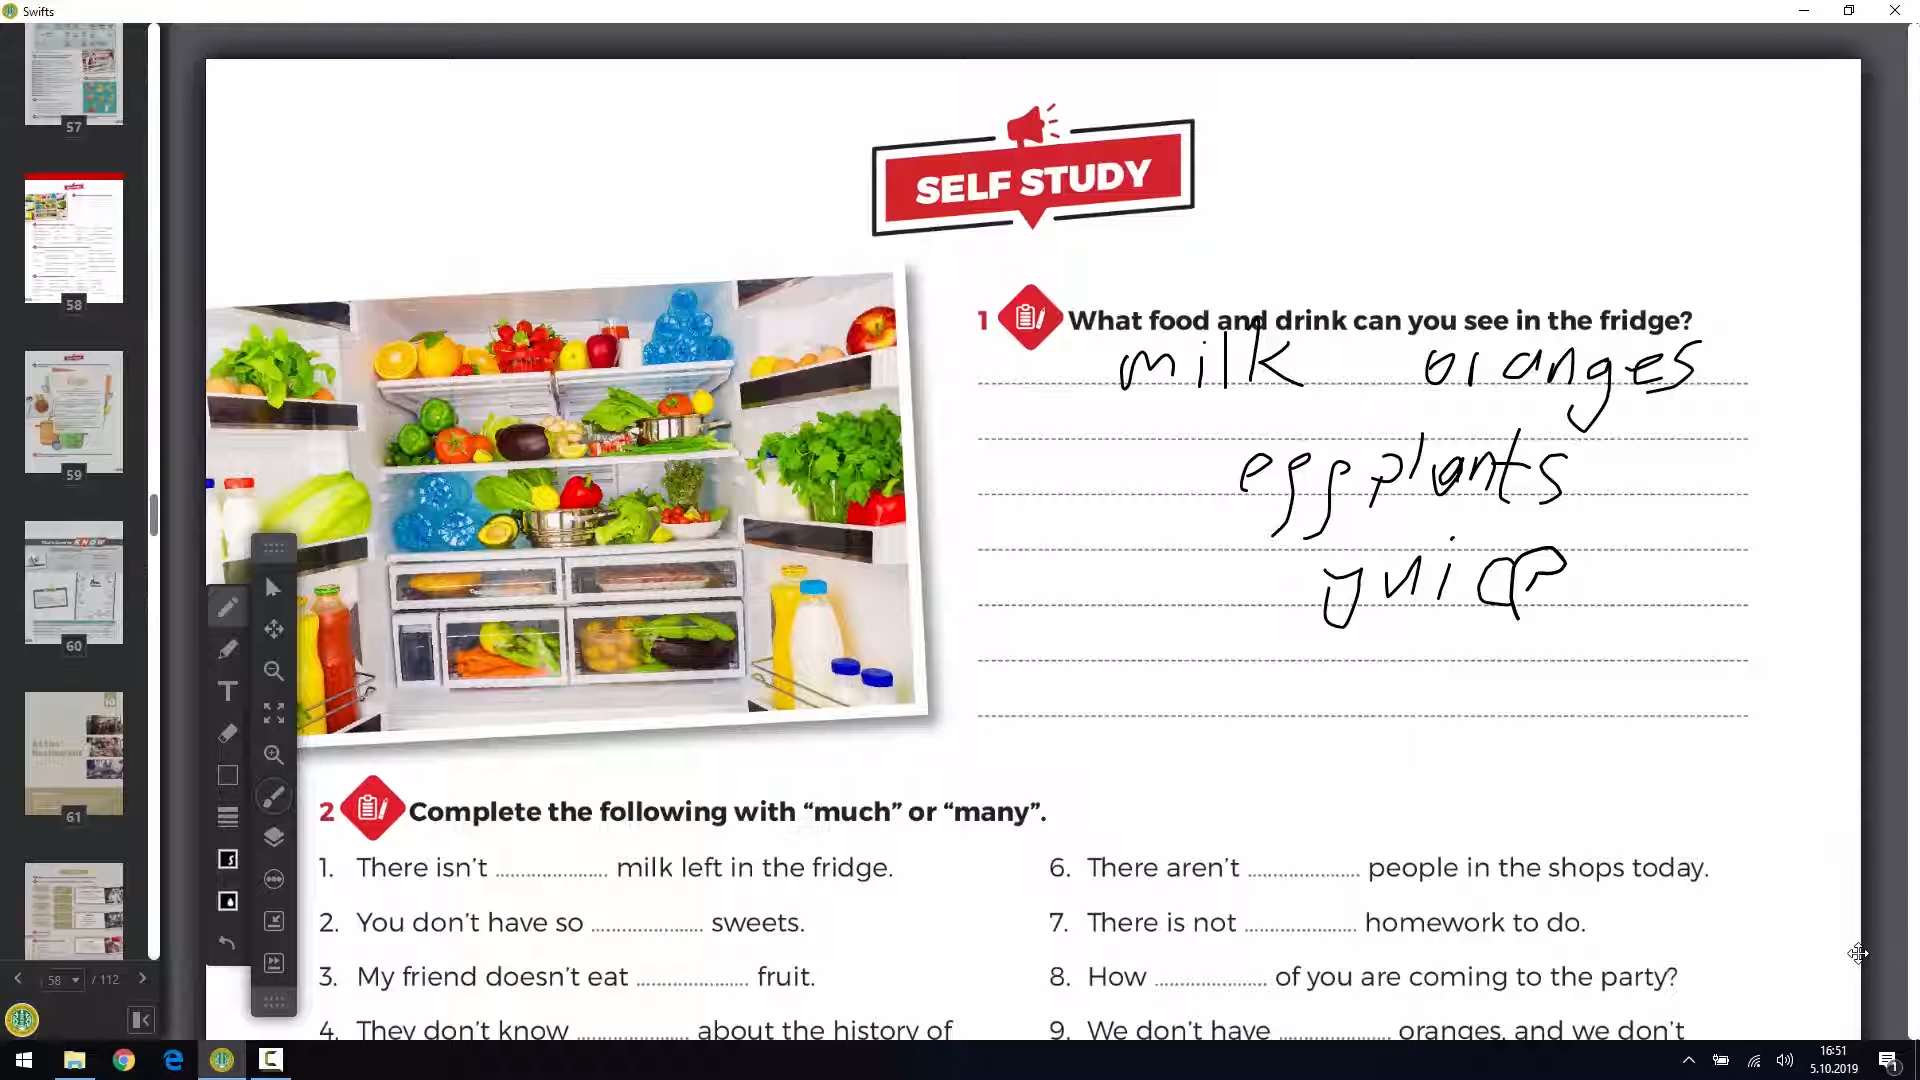 Swifts
57
58
59
60
61
58 / 112
SELF STUDY
1 What food and drink can you see in the fridge?
milk oranges
eggplants
juice
2 Complete the following with “much” or “many”.
1. There isn’t ...................... milk left in the fridge.
2. You don’t have so ...................... sweets.
3. My friend doesn’t eat ...................... fruit.
4. They don’t know ...................... about the history of
6. There aren’t ...................... people in the shops today.
7. There is not ...................... homework to do.
8. How ...................... of you are coming to the party?
9. We don’t have ...................... oranges, and we don’t
16:51
5.10.2019
1